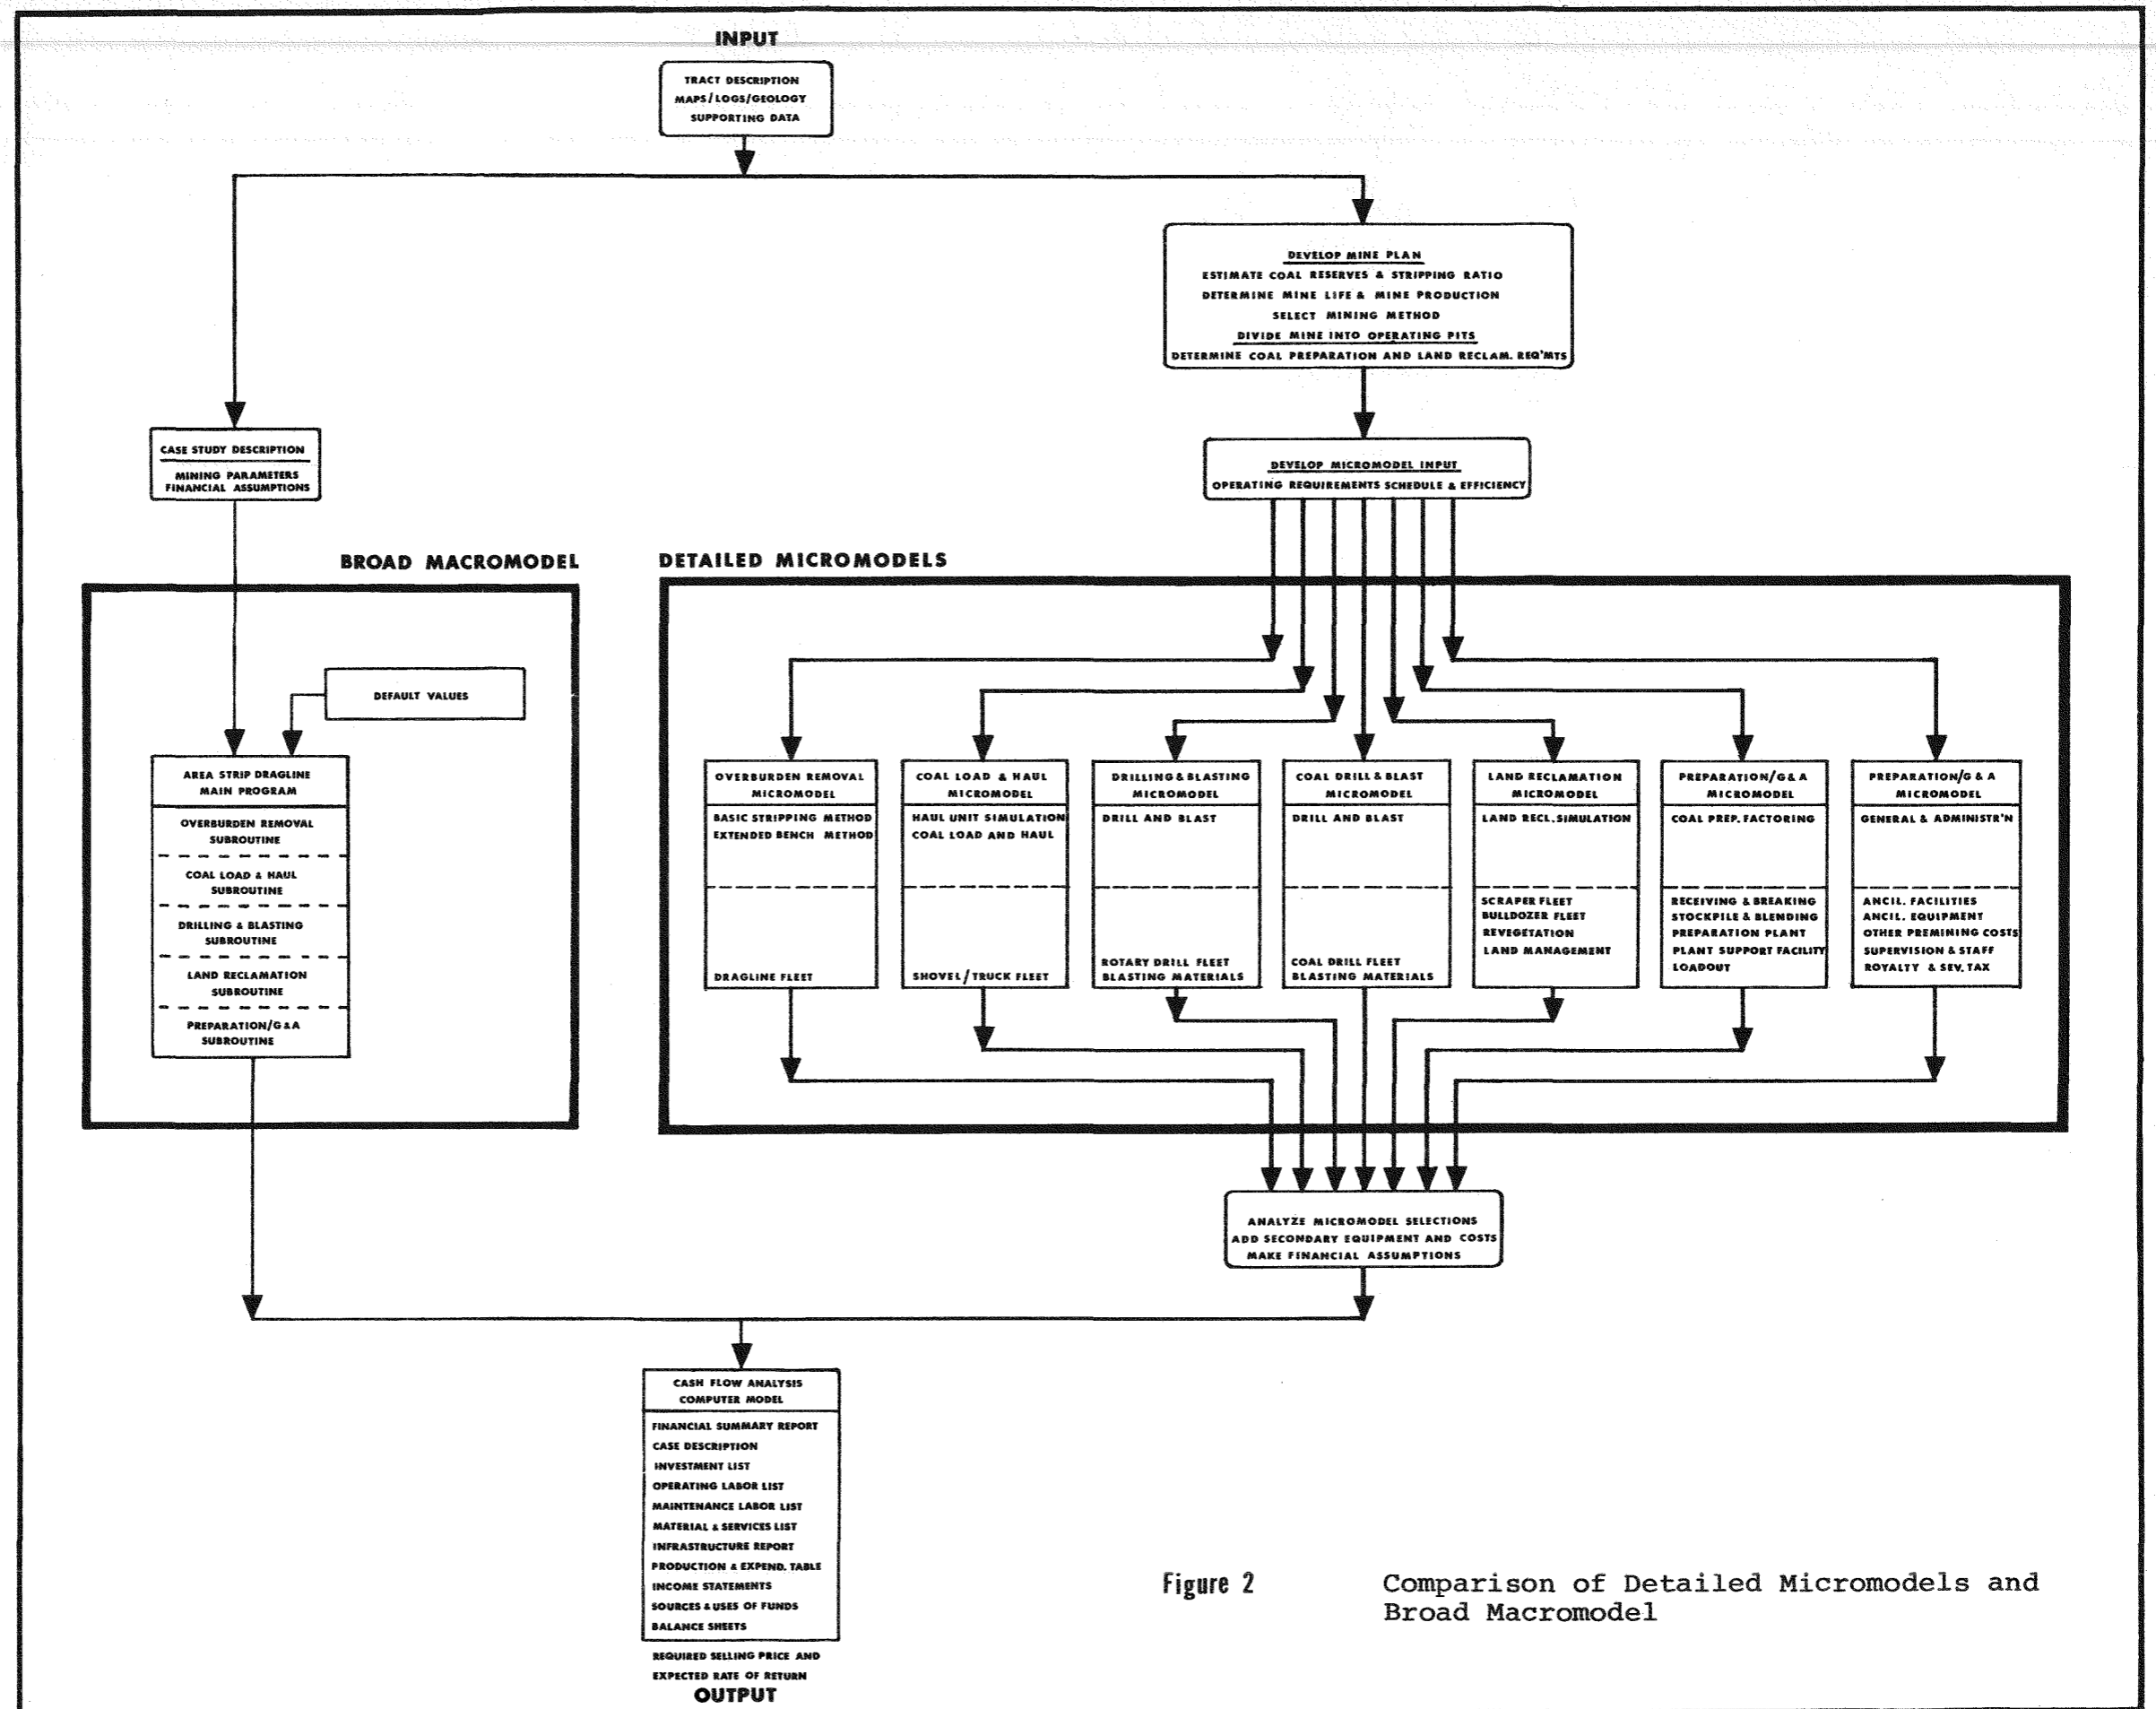 INPUT
TRACT DESCRIPTION
MAPS/LOGS/GEOLOGY
SUPPORTING DATA
DEVELOP MINE PLAN
ESTIMATE COAL RESERVES & STRIPPING RATIO
DETERMINE MINE LIFE & MINE PRODUCTION
SELECT MINING METHOD
DIVIDE MINE INTO OPERATING PITS
DETERMINE COAL PREPARATION AND LAND RECLAM. REQ'MTS
CASE STUDY DESCRIPTION
MINING PARAMETERS
FINANCIAL ASSUMPTIONS
DEVELOP MICROMODEL INPUT
OPERATING REQUIREMENTS SCHEDULE & EFFICIENCY
BROAD MACROMODEL
DEFAULT VALUES
AREA STRIP DRAGLINE
MAIN PROGRAM
OVERBURDEN REMOVAL
SUBROUTINE
COAL LOAD & HAUL
SUBROUTINE
DRILLING & BLASTING
SUBROUTINE
LAND RECLAMATION
SUBROUTINE
PREPARATION/G&A
SUBROUTINE
DETAILED MICROMODELS
OVERBURDEN REMOVAL
MICROMODEL
BASIC STRIPPING METHOD
EXTENDED BENCH METHOD
DRAGLINE FLEET
COAL LOAD & HAUL
MICROMODEL
HAUL UNIT SIMULATION
COAL LOAD AND HAUL
SHOVEL/TRUCK FLEET
DRILLING & BLASTING
MICROMODEL
DRILL AND BLAST
ROTARY DRILL FLEET
BLASTING MATERIALS
COAL DRILL & BLAST
MICROMODEL
DRILL AND BLAST
COAL DRILL FLEET
BLASTING MATERIALS
LAND RECLAMATION
MICROMODEL
LAND RECL. SIMULATION
SCRAPER FLEET
BULLDOZER FLEET
REVEGETATION
LAND MANAGEMENT
PREPARATION/G&A
MICROMODEL
COAL PREP. FACTORING
RECEIVING & BREAKING
STOCKPILE & BLENDING
PREPARATION PLANT
PLANT SUPPORT FACILITY
LOADOUT
PREPARATION/G & A
MICROMODEL
GENERAL & ADMINISTR'N
ANCIL. FACILITIES
ANCIL. EQUIPMENT
OTHER PREMINING COSTS
SUPERVISION & STAFF
ROYALTY & SEV. TAX
ANALYZE MICROMODEL SELECTIONS
ADD SECONDARY EQUIPMENT AND COSTS
MAKE FINANCIAL ASSUMPTIONS
CASH FLOW ANALYSIS
COMPUTER MODEL
FINANCIAL SUMMARY REPORT
CASE DESCRIPTION
INVESTMENT LIST
OPERATING LABOR LIST
MAINTENANCE LABOR LIST
MATERIAL & SERVICES LIST
INFRASTRUCTURE REPORT
PRODUCTION & EXPEND. TABLE
INCOME STATEMENTS
SOURCES & USES OF FUNDS
BALANCE SHEETS
REQUIRED SELLING PRICE AND
EXPECTED RATE OF RETURN
OUTPUT
Figure 2 Comparison of Detailed Micromodels and
Broad Macromodel